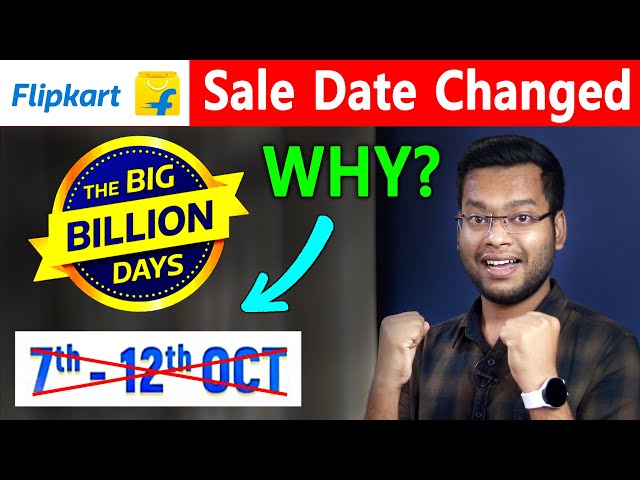 Flipkart
Sale Date Changed
WHY?
THE BIG
BILLION
DAYS
7th - 12th OCT